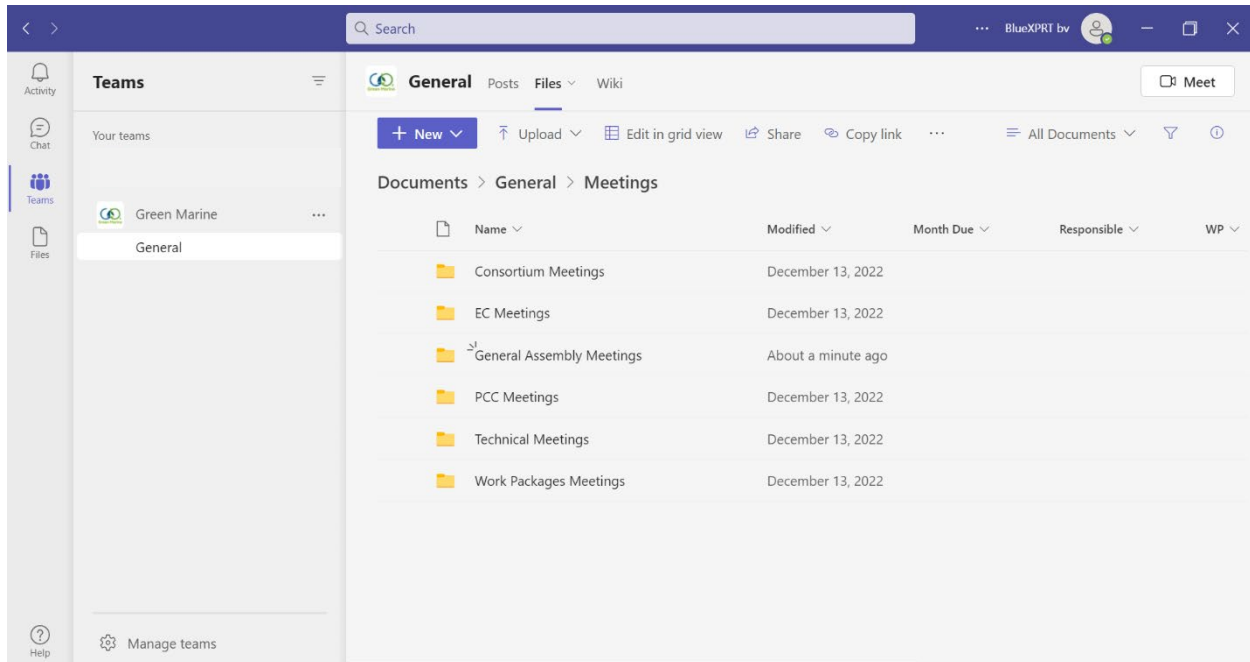 Search
BlueXPRT bv
Activity
Chat
Teams
Files
Help
Teams
Your teams
Green Marine
General
Manage teams
General Posts Files Wiki
Meet
New Upload Edit in grid view Share Copy link All Documents
Documents > General > Meetings
Name Modified Month Due Responsible WP
Consortium Meetings December 13, 2022
EC Meetings December 13, 2022
General Assembly Meetings About a minute ago
PCC Meetings December 13, 2022
Technical Meetings December 13, 2022
Work Packages Meetings December 13, 2022